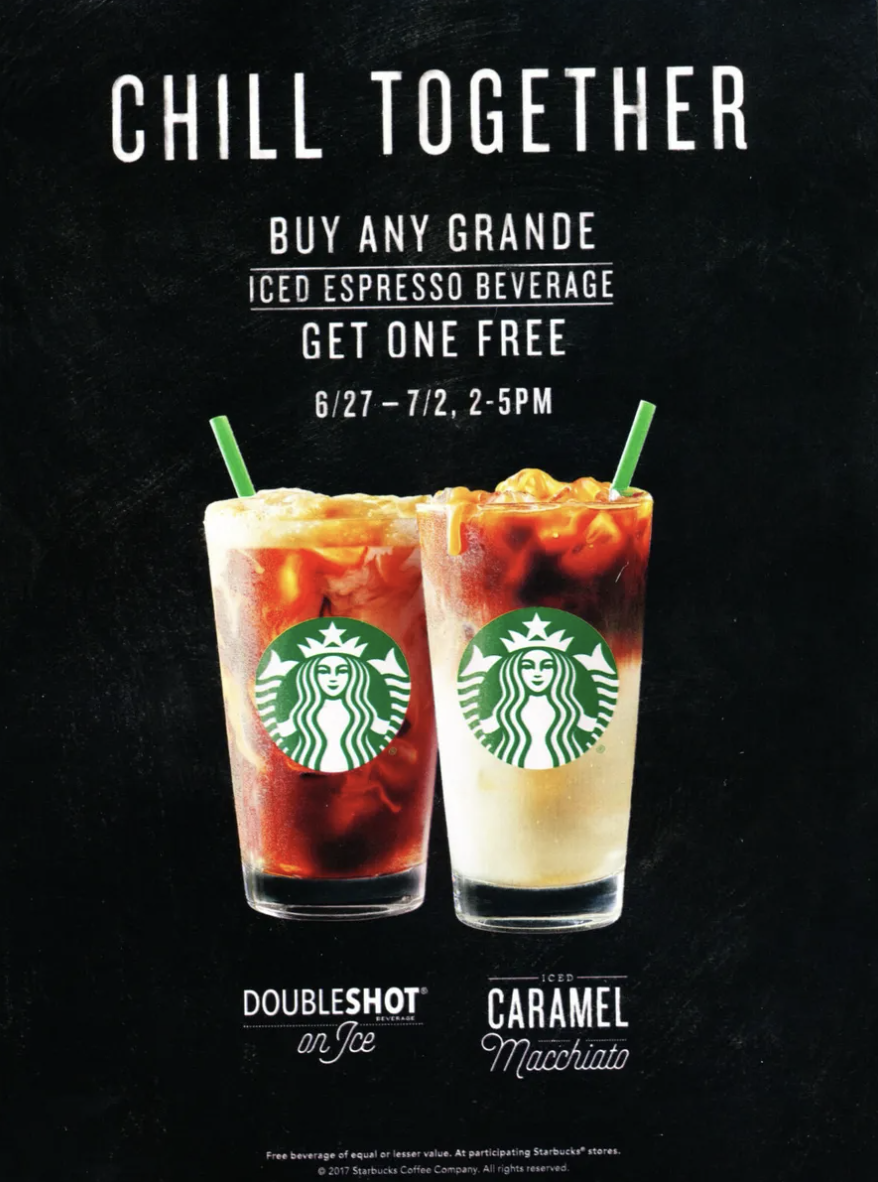 CHILL TOGETHER
BUY ANY GRANDE
ICED ESPRESSO BEVERAGE
GET ONE FREE
6/27 – 7/2, 2-5PM
DOUBLESHOT®
BEVERAGE
on Ice
ICED
CARAMEL
Macchiato
Free beverage of equal or lesser value. At participating Starbucks® stores.
© 2017 Starbucks Coffee Company. All rights reserved.